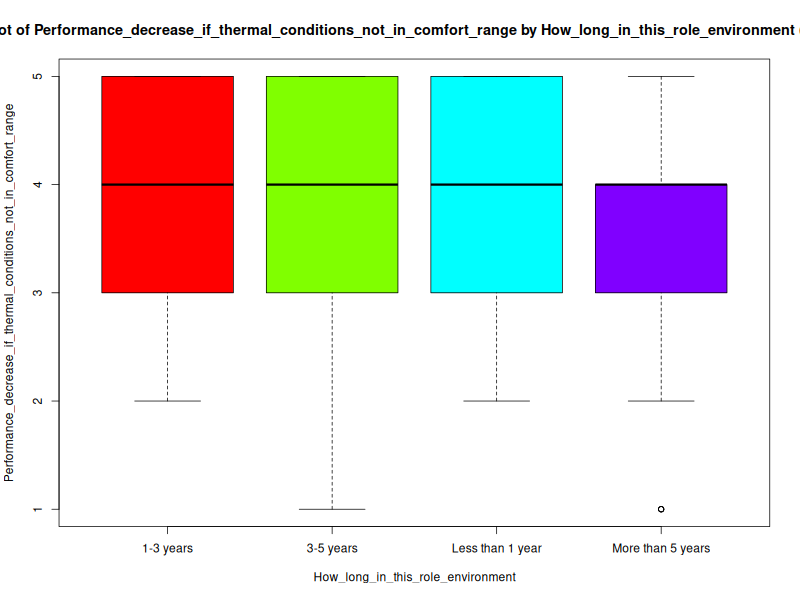 ot of Performance_decrease_if_thermal_conditions_not_in_comfort_range by How_long_in_this_role_environment
Performance_decrease_if_thermal_conditions_not_in_comfort_range
5
4
3
2
1
1-3 years 3-5 years Less than 1 year More than 5 years
How_long_in_this_role_environment